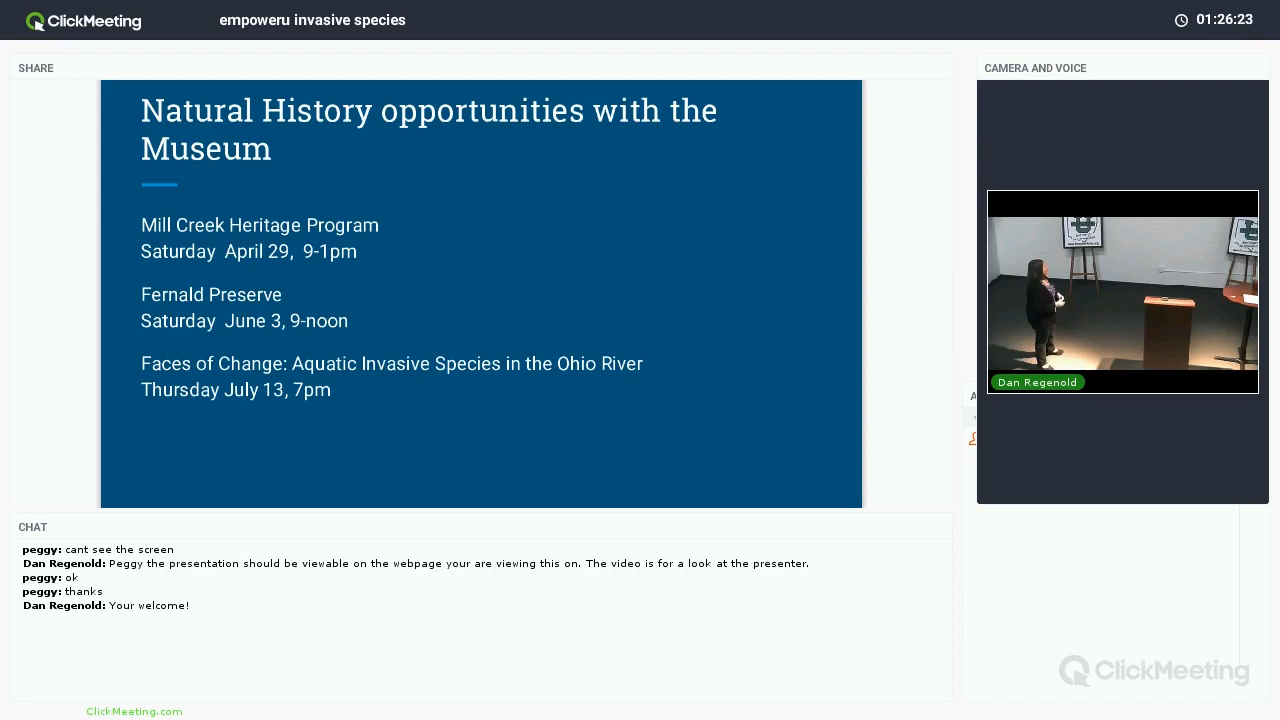 ClickMeeting
empoweru invasive species
01:26:23
SHARE
Natural History opportunities with the
Museum
Mill Creek Heritage Program
Saturday  April 29,  9-1pm
Fernald Preserve
Saturday  June 3, 9-noon
Faces of Change: Aquatic Invasive Species in the Ohio River
Thursday July 13, 7pm
CAMERA AND VOICE
Dan Regenold
CHAT
peggy: cant see the screen
Dan Regenold: Peggy the presentation should be viewable on the webpage your are viewing this on. The video is for a look at the presenter.
peggy: ok
peggy: thanks
Dan Regenold: Your welcome!
ClickMeeting
ClickMeeting.com